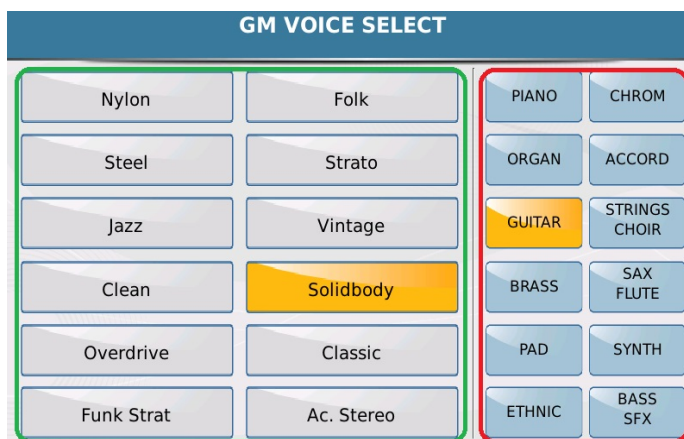 GM VOICE SELECT
Nylon
Folk
Steel
Strato
Jazz
Vintage
Clean
Solidbody
Overdrive
Classic
Funk Strat
Ac. Stereo
PIANO
CHROM
ORGAN
ACCORD
GUITAR
STRINGS
CHOIR
BRASS
SAX
FLUTE
PAD
SYNTH
ETHNIC
BASS
SFX